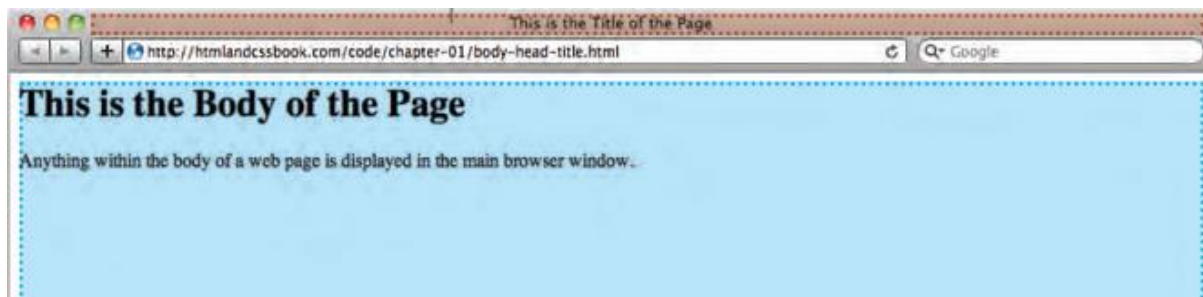 This is the Title of the Page
http://htmlandcssbook.com/code/chapter-01/body-head-title.html
Google
This is the Body of the Page
Anything within the body of a web page is displayed in the main browser window.